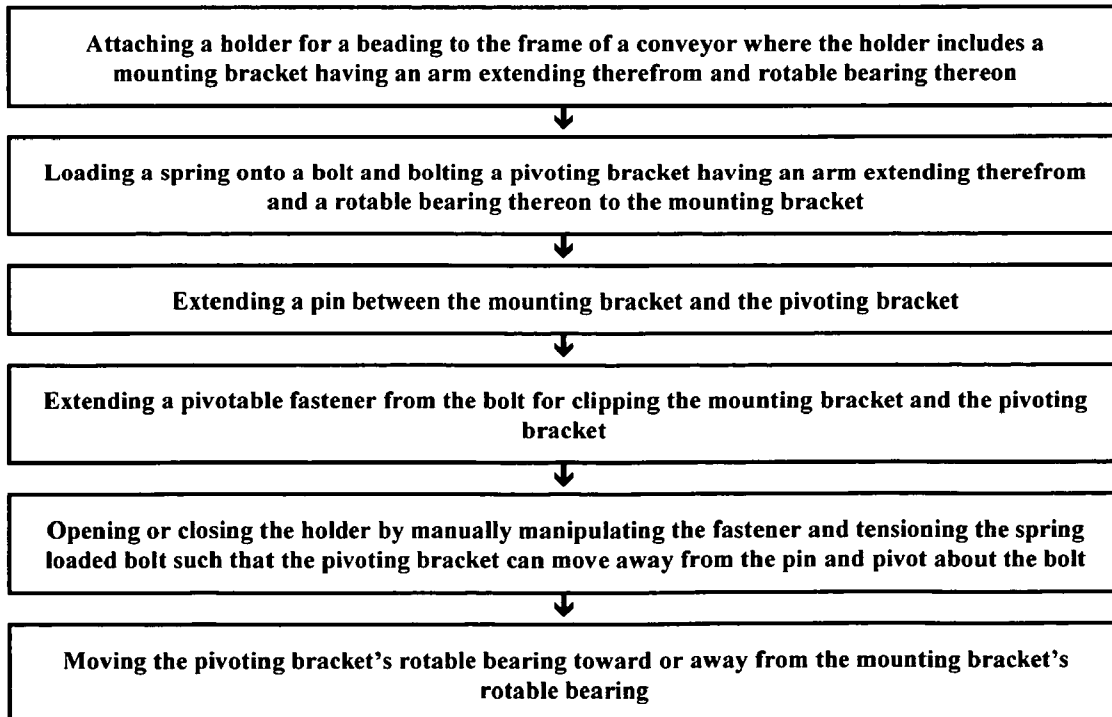 Attaching a holder for a beading to the frame of a conveyor where the holder includes a
mounting bracket having an arm extending therefrom and rotable bearing thereon
Loading a spring onto a bolt and bolting a pivoting bracket having an arm extending therefrom
and a rotable bearing thereon to the mounting bracket
Extending a pin between the mounting bracket and the pivoting bracket
Extending a pivotable fastener from the bolt for clipping the mounting bracket and the pivoting
bracket
Opening or closing the holder by manually manipulating the fastener and tensioning the spring
loaded bolt such that the pivoting bracket can move away from the pin and pivot about the bolt
Moving the pivoting bracket's rotable bearing toward or away from the mounting bracket's
rotable bearing